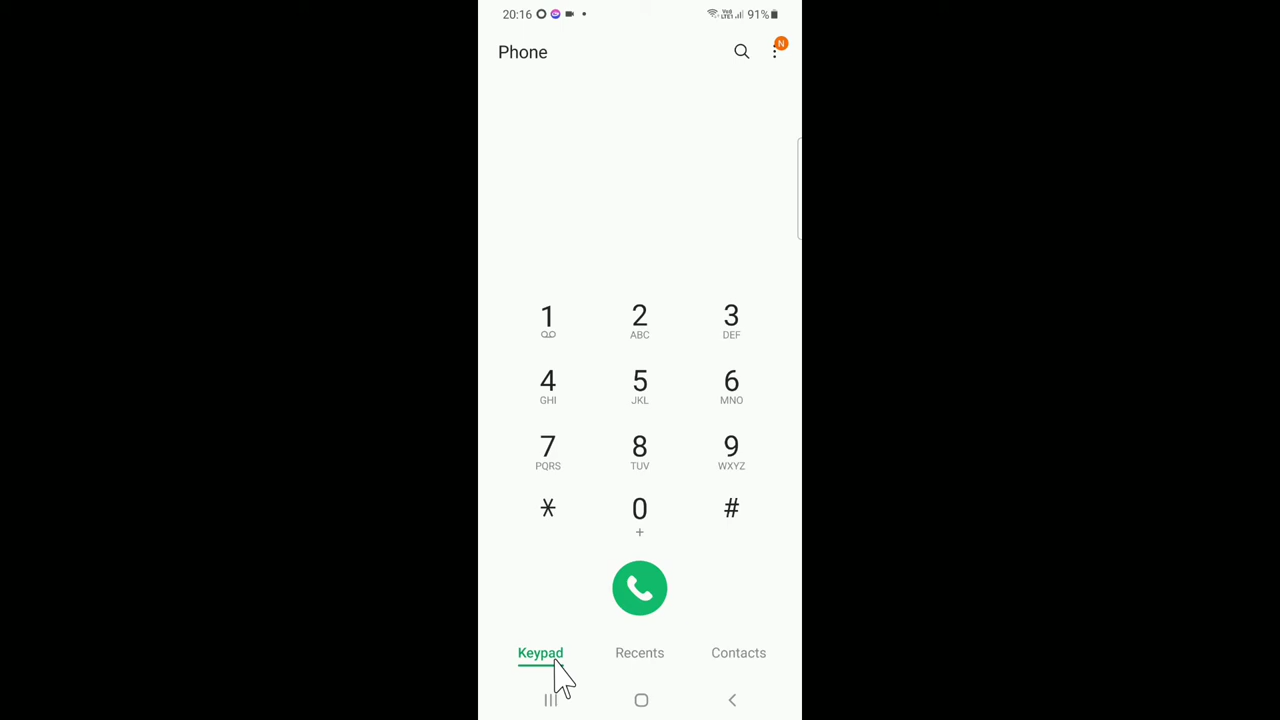 20:16 91%
N
Phone
1 2 3
ABC DEF
4 5 6
GHI JKL MNO
7 8 9
PQRS TUV WXYZ
* 0 #
+
Keypad Recents Contacts